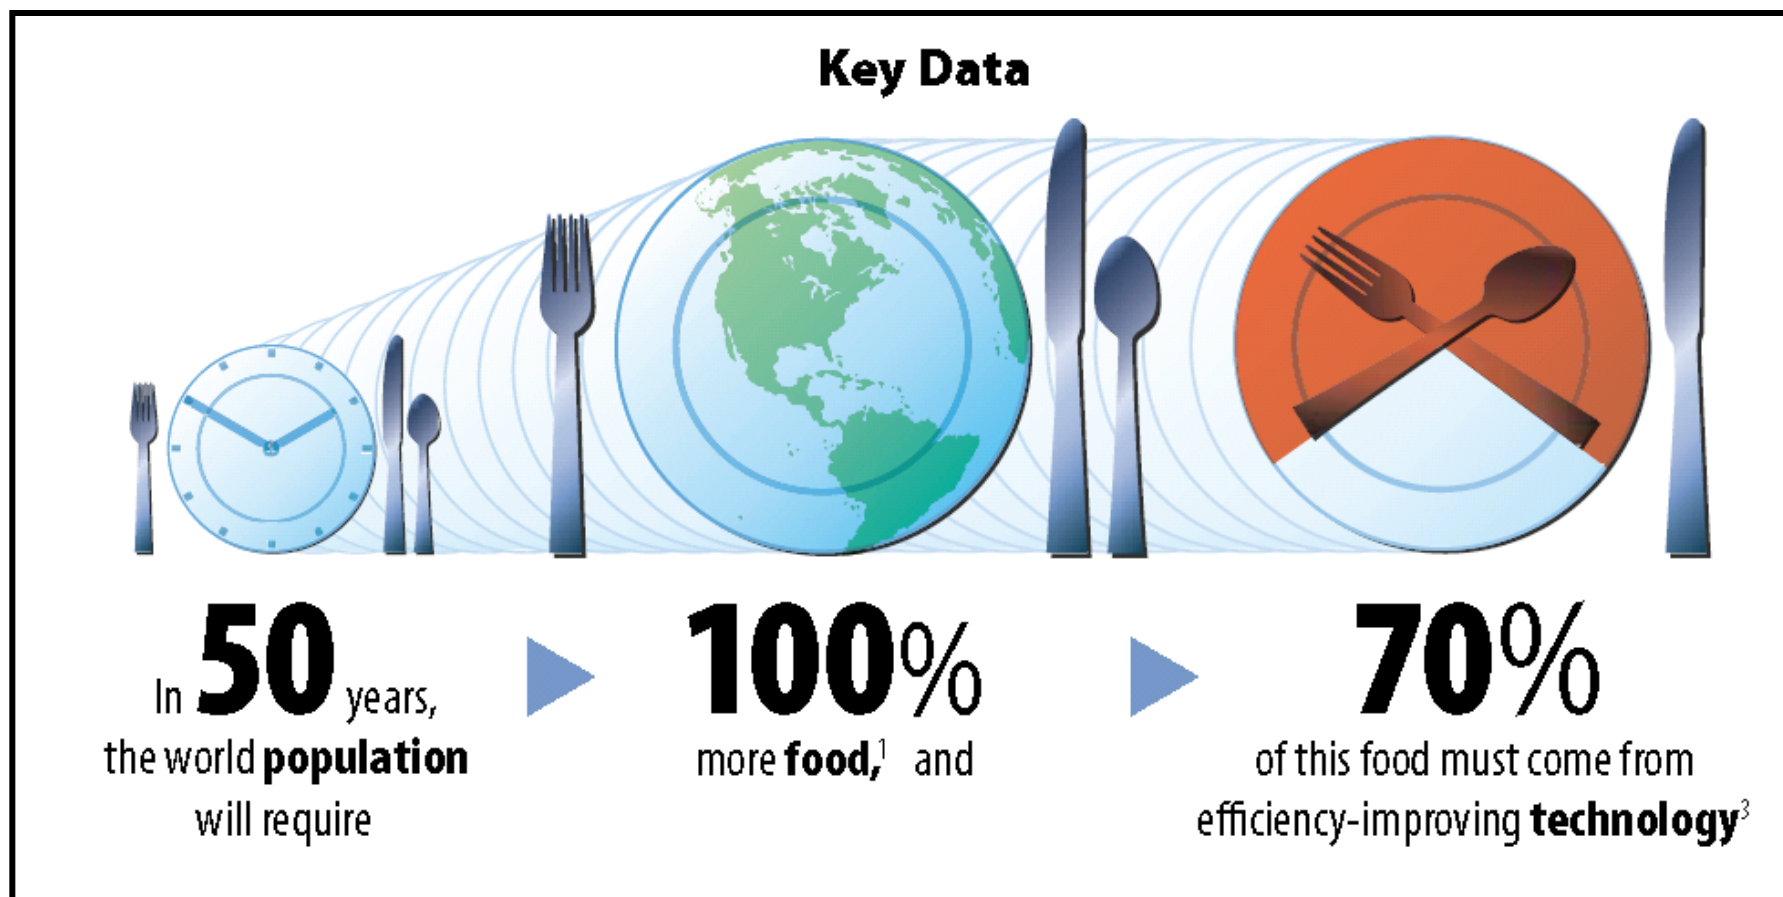 Key Data
In 50 years,
the world population
will require
100%
more food,¹ and
70%
of this food must come from
efficiency-improving technology³